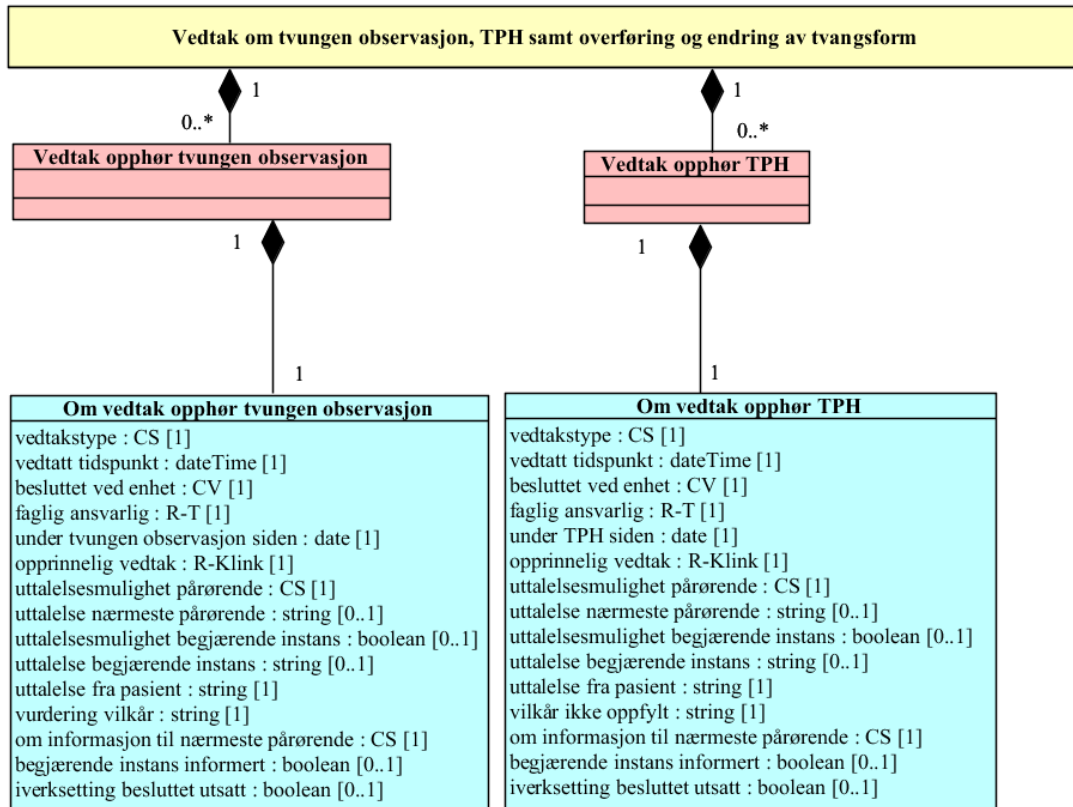 Vedtak om tvungen observasjon, TPH samt overføring og endring av tvangsform
1
0..*
Vedtak opphør tvungen observasjon
1
1
Om vedtak opphør tvungen observasjon
vedtakstype : CS [1]
vedtatt tidspunkt : dateTime [1]
besluttet ved enhet : CV [1]
faglig ansvarlig : R-T [1]
under tvungen observasjon siden : date [1]
opprinnelig vedtak : R-Klink [1]
uttalelsesmulighet pårørende : CS [1]
uttalelse nærmeste pårørende : string [0..1]
uttalelsesmulighet begjærende instans : boolean [0..1]
uttalelse begjærende instans : string [0..1]
uttalelse fra pasient : string [1]
vurdering vilkår : string [1]
om informasjon til nærmeste pårørende : CS [1]
begjærende instans informert : boolean [0..1]
iverksetting besluttet utsatt : boolean [0..1]
1
0..*
Vedtak opphør TPH
1
1
Om vedtak opphør TPH
vedtakstype : CS [1]
vedtatt tidspunkt : dateTime [1]
besluttet ved enhet : CV [1]
faglig ansvarlig : R-T [1]
under TPH siden : date [1]
opprinnelig vedtak : R-Klink [1]
uttalelsesmulighet pårørende : CS [1]
uttalelse nærmeste pårørende : string [0..1]
uttalelsesmulighet begjærende instans : boolean [0..1]
uttalelse begjærende instans : string [0..1]
uttalelse fra pasient : string [1]
vilkår ikke oppfylt : string [1]
om informasjon til nærmeste pårørende : CS [1]
begjærende instans informert : boolean [0..1]
iverksetting besluttet utsatt : boolean [0..1]